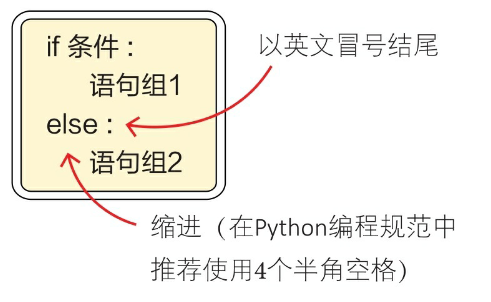 if 条件 :
语句组1
else :
语句组2
以英文冒号结尾
缩进（在Python编程规范中
推荐使用4个半角空格)